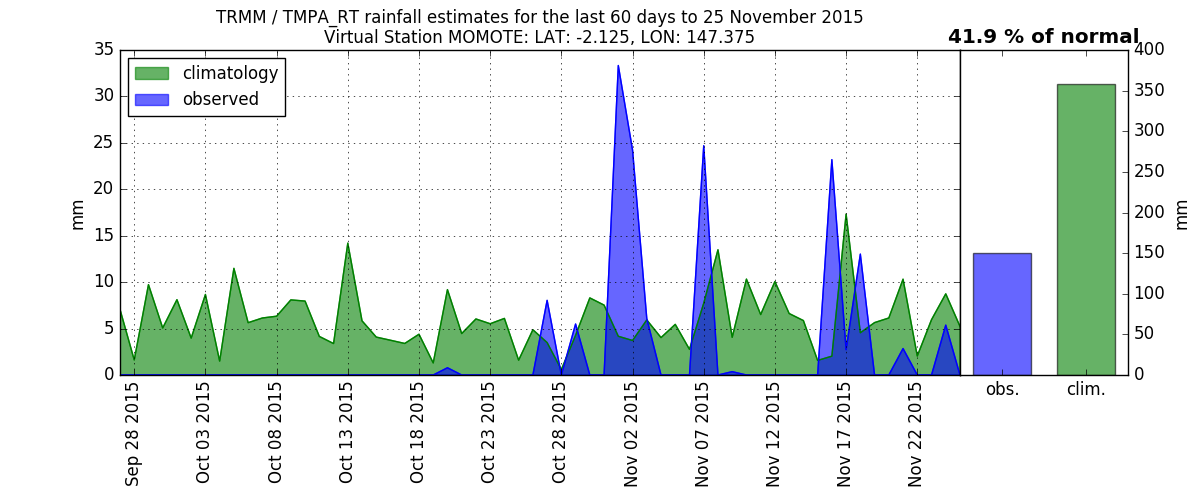 TRMM / TMPA_RT rainfall estimates for the last 60 days to 25 November 2015
Virtual Station MOMOTE: LAT: -2.125, LON: 147.375
41.9 % of normal
climatology
observed
35
30
25
20
15
10
5
0
mm
Sep 28 2015
Oct 03 2015
Oct 08 2015
Oct 13 2015
Oct 18 2015
Oct 23 2015
Oct 28 2015
Nov 02 2015
Nov 07 2015
Nov 12 2015
Nov 17 2015
Nov 22 2015
400
350
300
250
200
150
100
50
0
mm
obs.
clim.